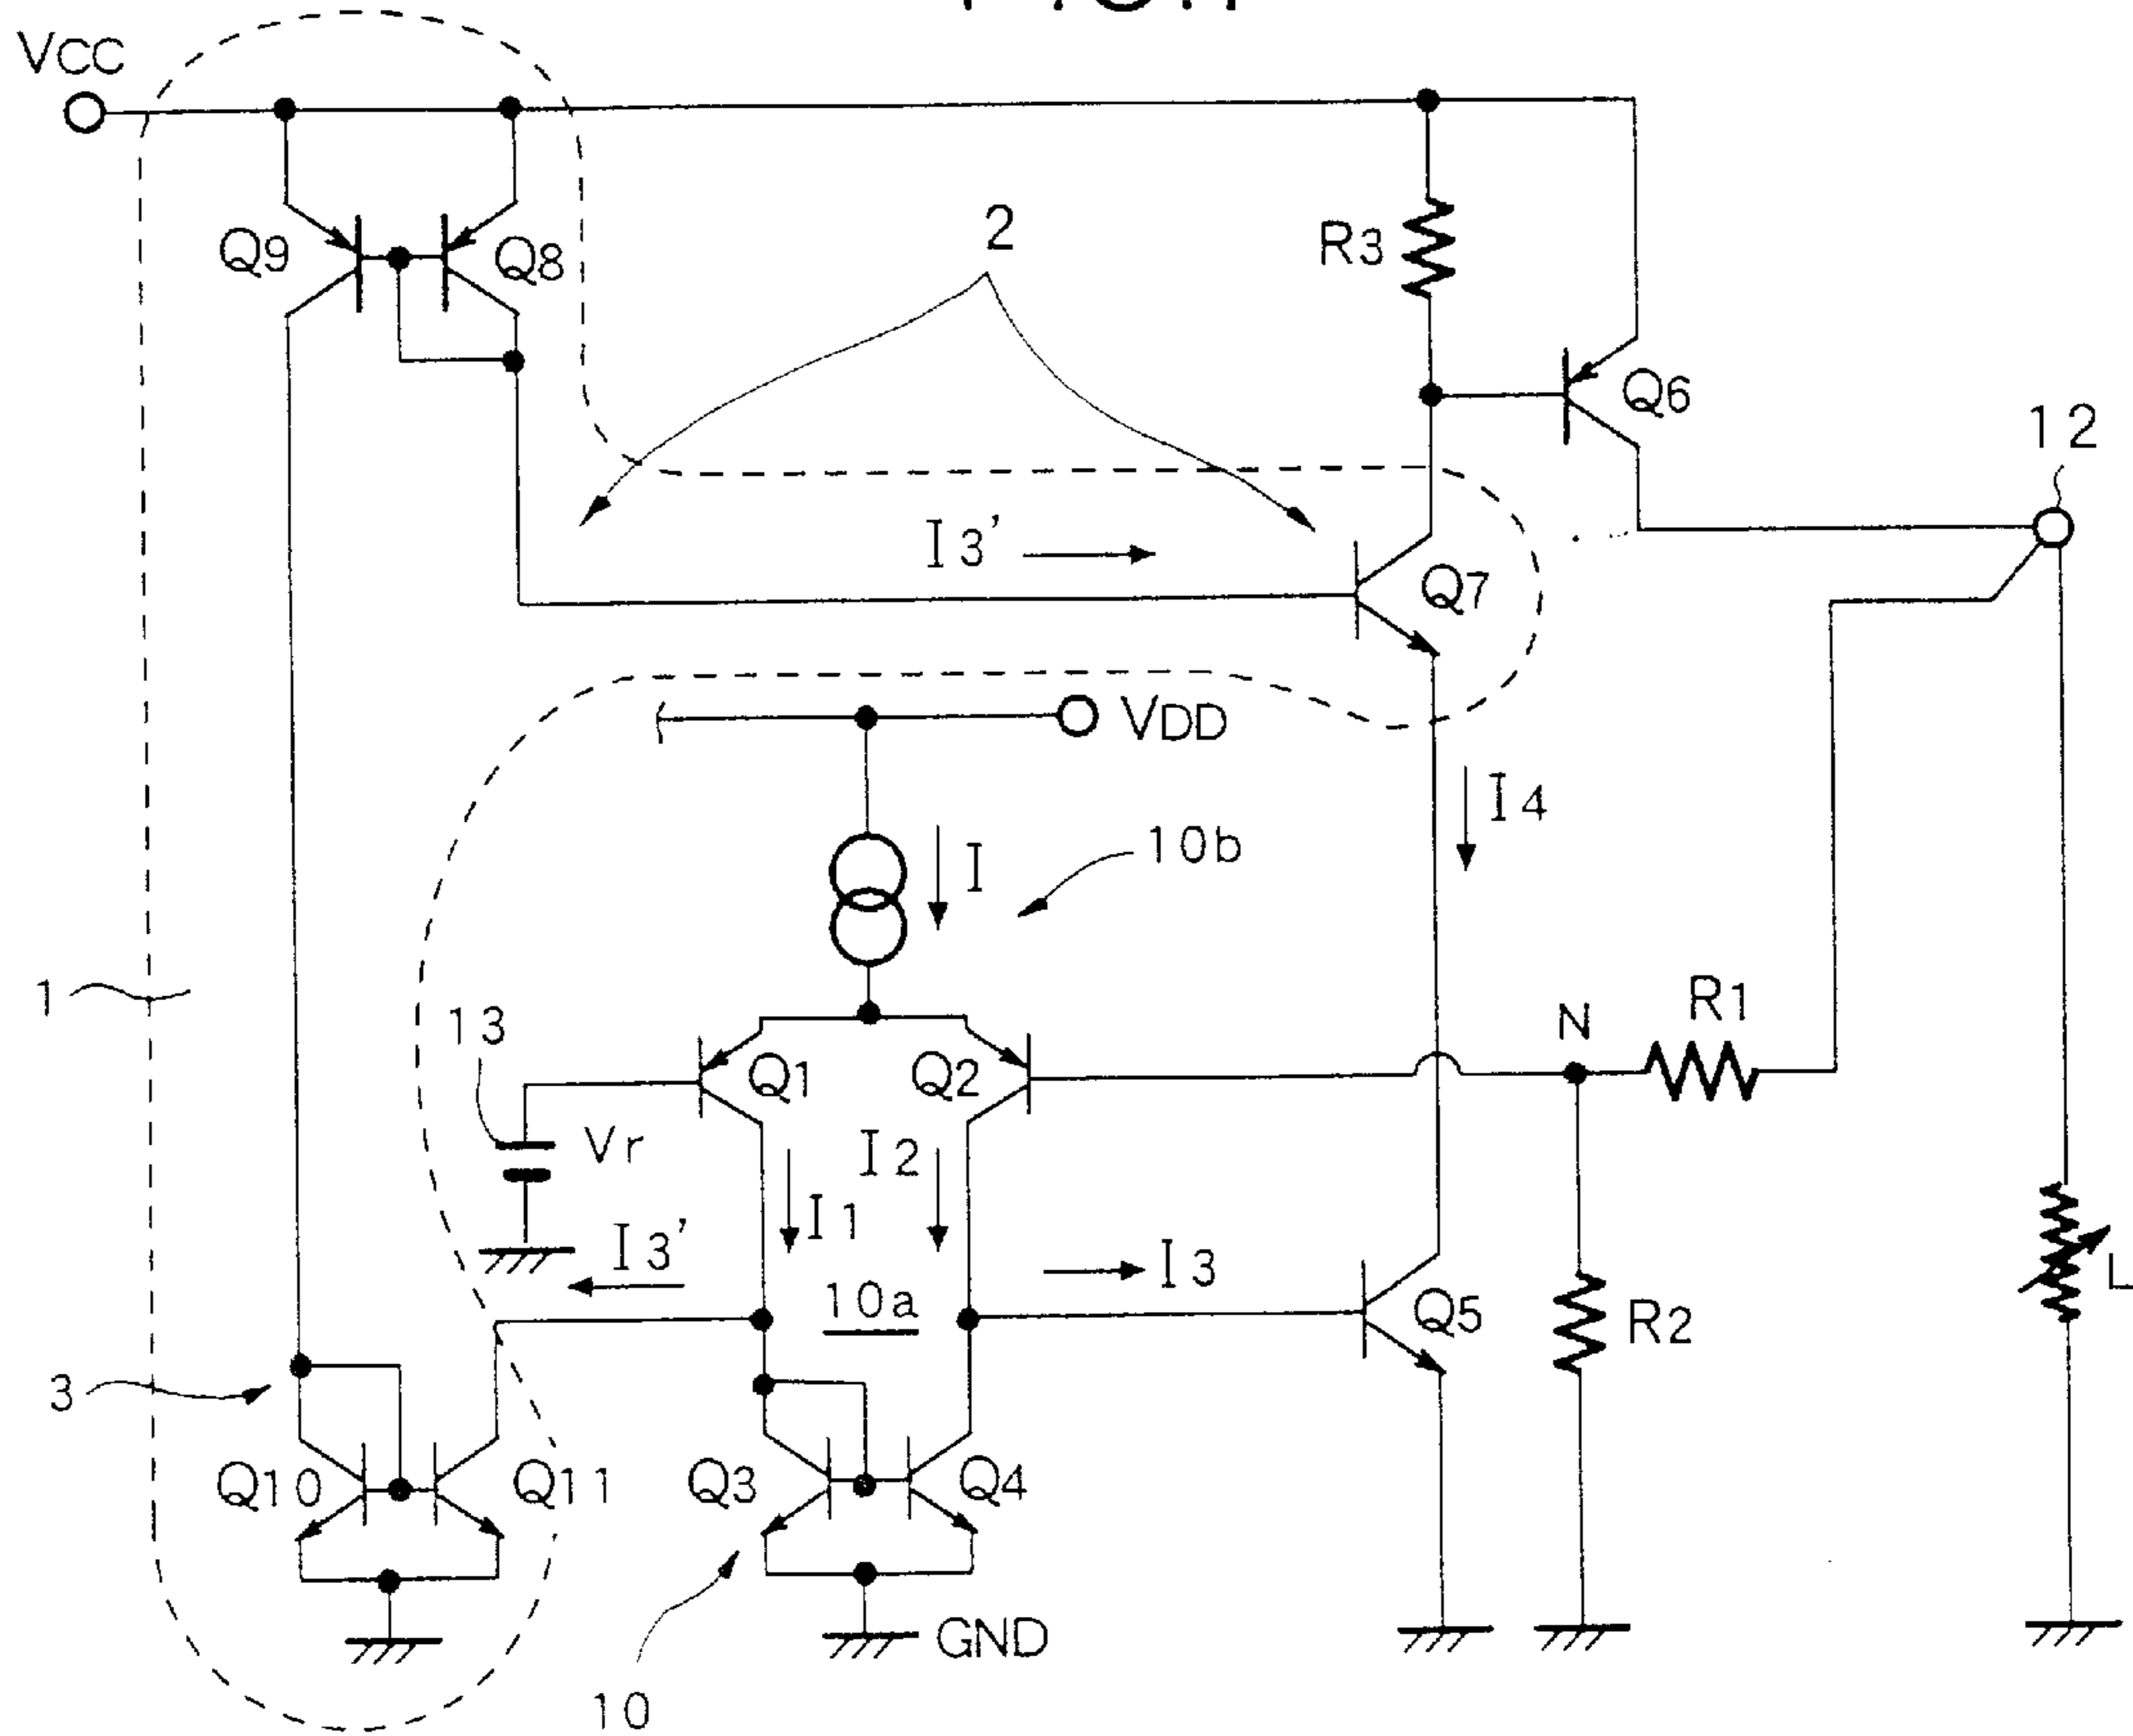 VCC
Q9
Q8
2
R3
Q6
12
I3'
Q7
VDD
I4
I
10b
1
13
Q1
Q2
N
R1
Vr
I2
I1
I3'
I3
10a
Q5
R2
L
3
Q10
Q11
Q3
Q4
GND
10